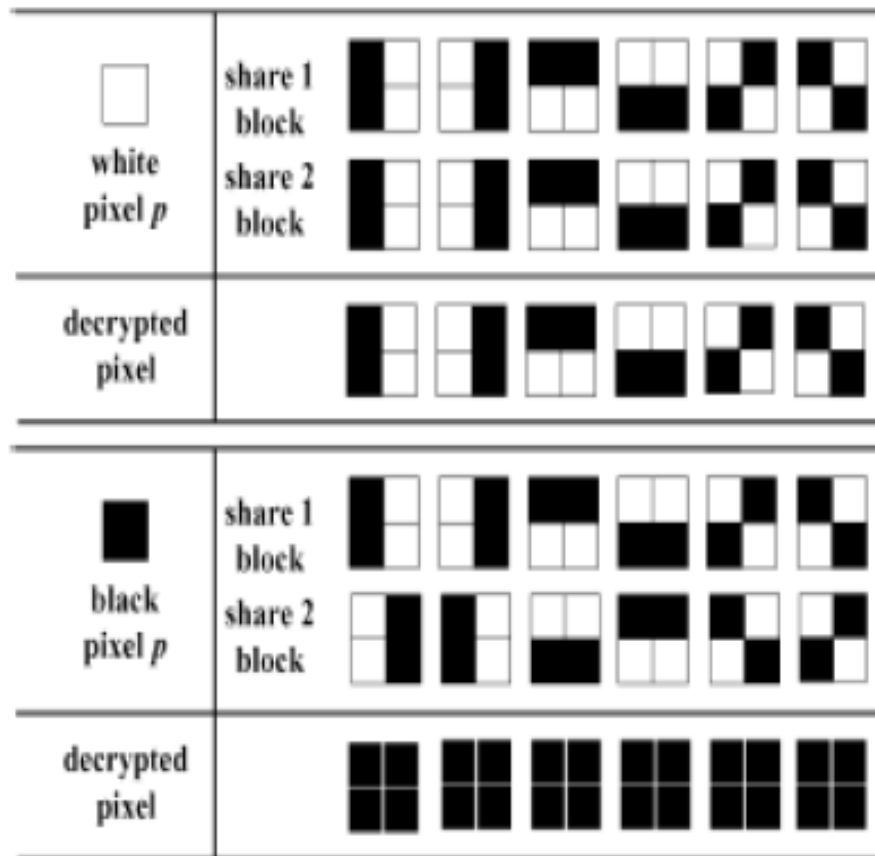 share 1
block
white
pixel p
share 2
block
decrypted
pixel
share 1
block
black
pixel p
share 2
block
decrypted
pixel